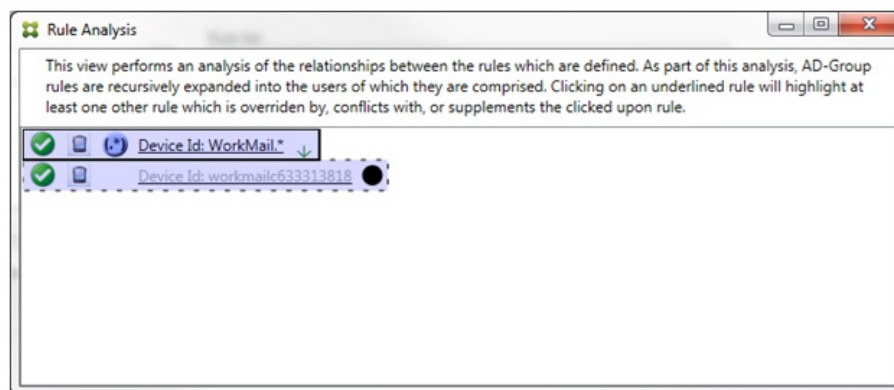 Rule Analysis
This view performs an analysis of the relationships between the rules which are defined. As part of this analysis, AD-Group
rules are recursively expanded into the users of which they are comprised. Clicking on an underlined rule will highlight at
least one other rule which is overriden by, conflicts with, or supplements the clicked upon rule.
Device Id: WorkMail.*
Device Id: workmailc633313818